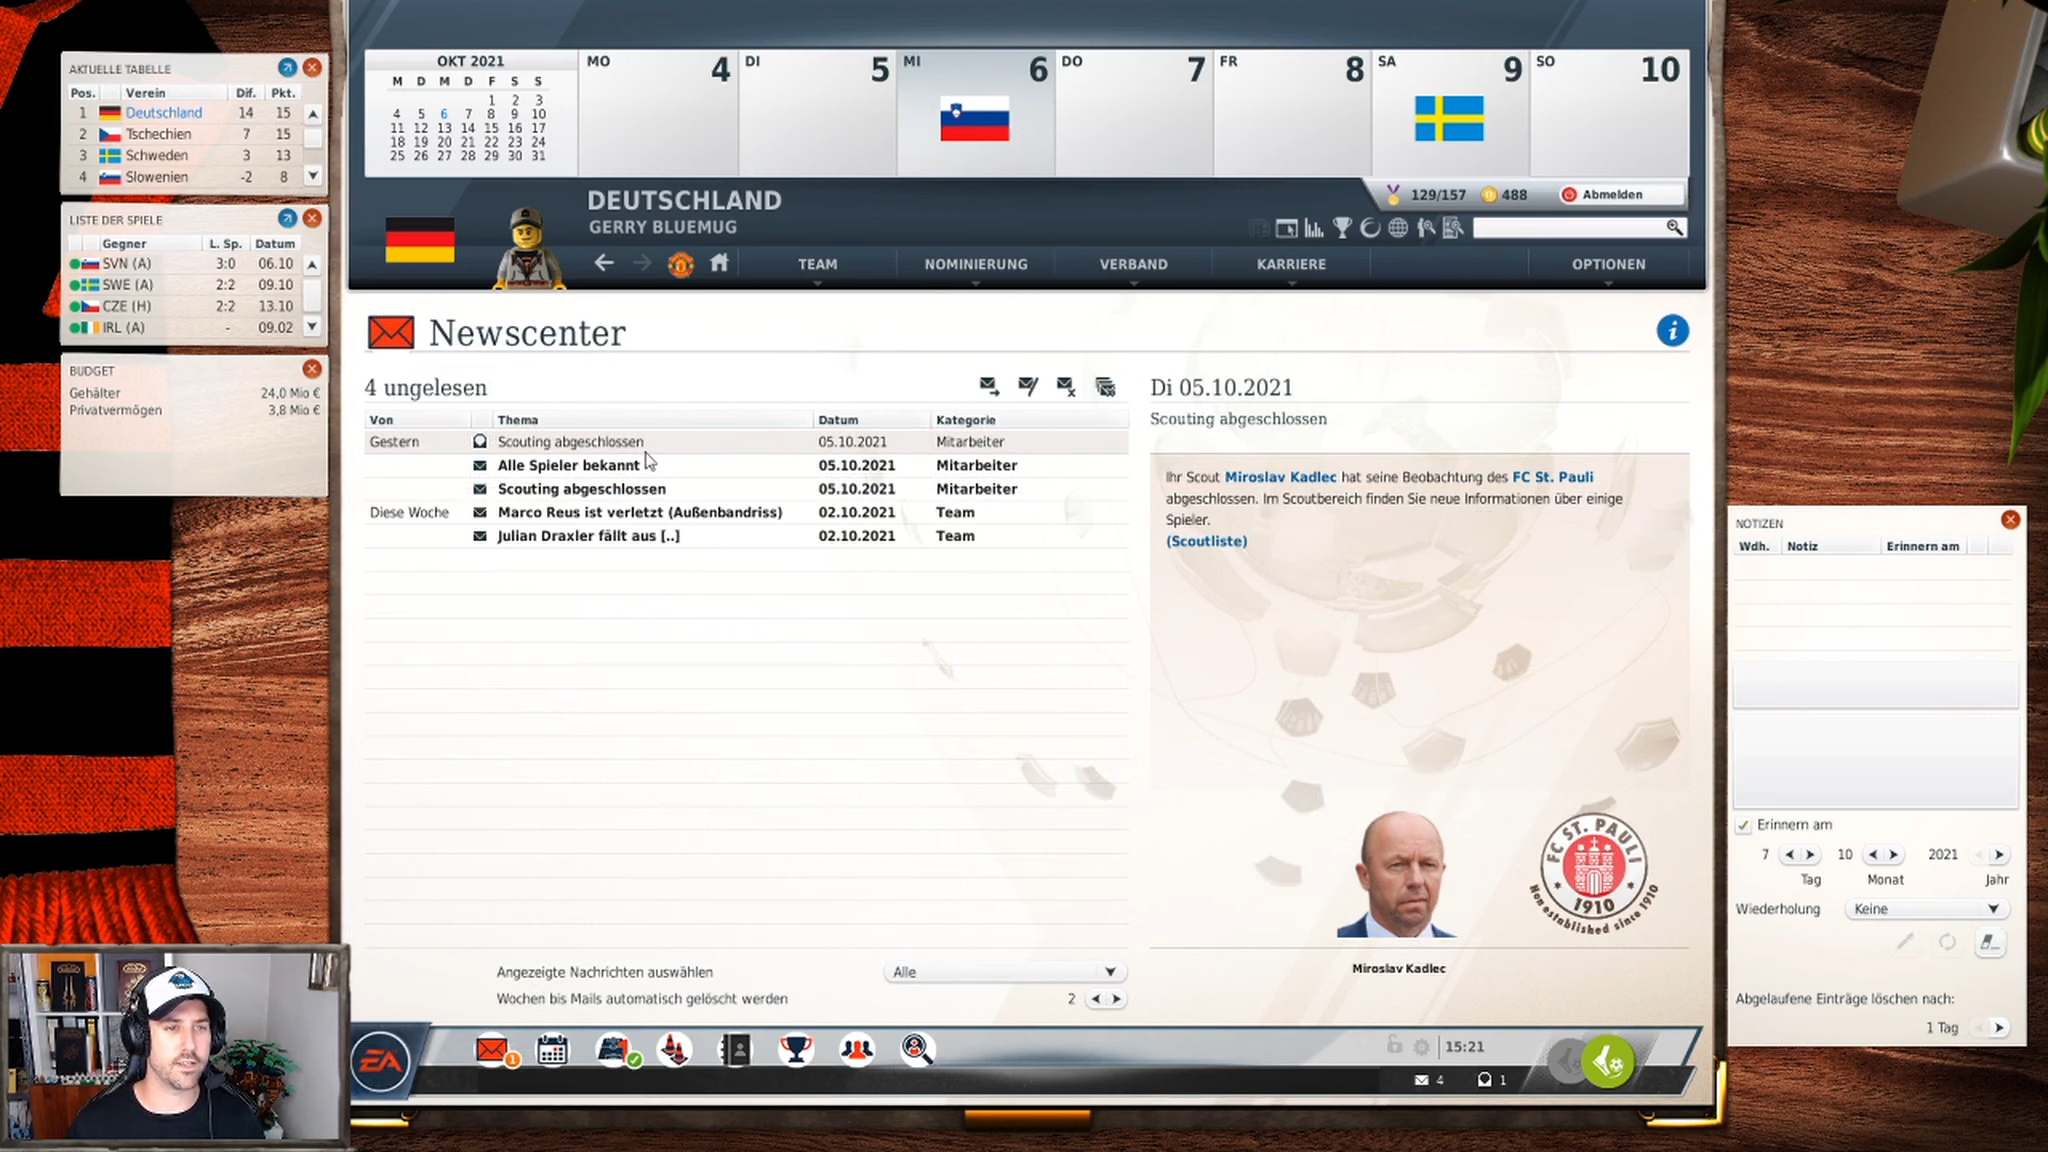 AKTUELLE TABELLE
Pos. Verein Dif. Pkt.
1 Deutschland 14 15
2 Tschechien 7 15
3 Schweden 3 13
4 Slowenien -2 8
LISTE DER SPIELE
Gegner L. Sp. Datum
SVN (A) 3:0 06.10
SWE (A) 2:2 09.10
CZE (H) 2:2 13.10
IRL (A) - 09.02
BUDGET
Gehälter 24,0 Mio €
Privatvermögen 3,8 Mio €
OKT 2021
M D M D F S S
1 2 3
4 5 6 7 8 9 10
11 12 13 14 15 16 17
18 19 20 21 22 23 24
25 26 27 28 29 30 31
MO 4 DI 5 MI 6 DO 7 FR 8 SA 9 SO 10
DEUTSCHLAND
GERRY BLUEMUG
129/157 488 Abmelden
TEAM NOMINIERUNG VERBAND KARRIERE OPTIONEN
Newscenter
4 ungelesen
Von Thema Datum Kategorie
Gestern Scouting abgeschlossen 05.10.2021 Mitarbeiter
Alle Spieler bekannt 05.10.2021 Mitarbeiter
Scouting abgeschlossen 05.10.2021 Mitarbeiter
Diese Woche Marco Reus ist verletzt (Außenbandriss) 02.10.2021 Team
Julian Draxler fällt aus [..] 02.10.2021 Team
Angezeigte Nachrichten auswählen Alle
Wochen bis Mails automatisch gelöscht werden 2
Di 05.10.2021
Scouting abgeschlossen
Ihr Scout Miroslav Kadlec hat seine Beobachtung des FC St. Pauli
abgeschlossen. Im Scoutbereich finden Sie neue Informationen über einige
Spieler.
(Scoutliste)
FC ST. PAULI
1910
Non established since 1910
Miroslav Kadlec
EA
1
15:21
4 1
NOTIZEN
Wdh. Notiz Erinnern am
Erinnern am
7 10 2021
Tag Monat Jahr
Wiederholung Keine
Abgelaufene Einträge löschen nach:
1 Tag